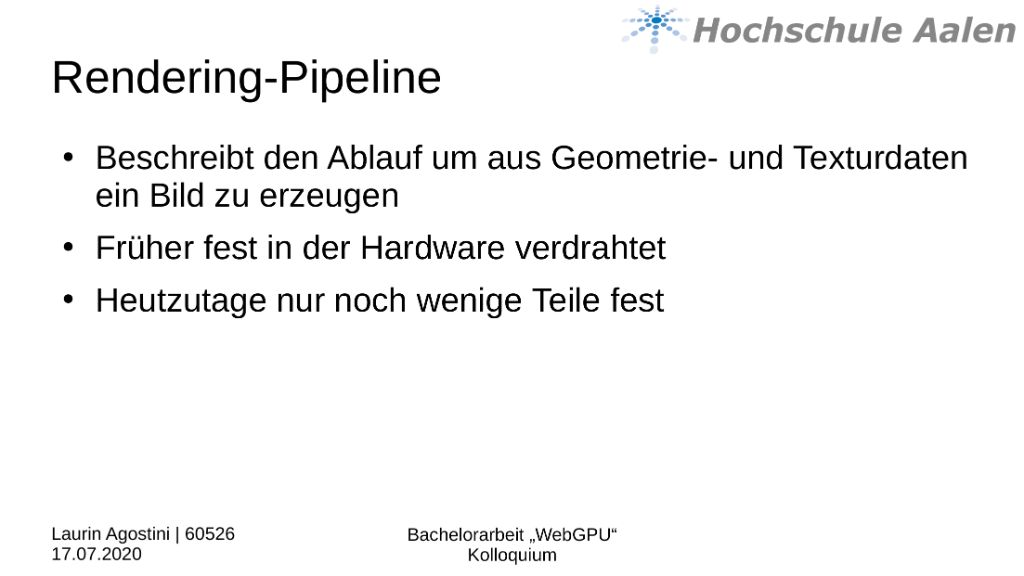 Hochschule Aalen
Rendering-Pipeline
• Beschreibt den Ablauf um aus Geometrie- und Texturdaten
ein Bild zu erzeugen
• Früher fest in der Hardware verdrahtet
• Heutzutage nur noch wenige Teile fest
Laurin Agostini | 60526
17.07.2020
Bachelorarbeit „WebGPU“
Kolloquium